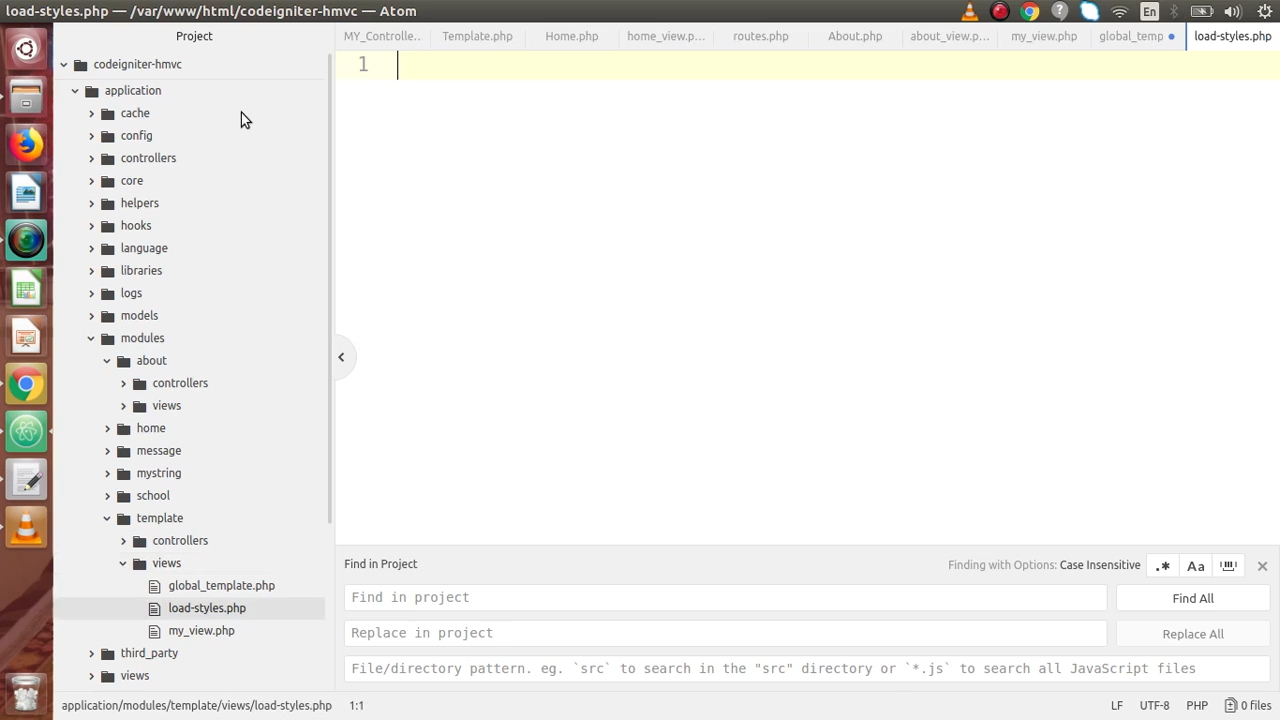 load-styles.php — /var/www/html/codeigniter-hmvc — Atom
En
Project
MY_Controlle...
Template.php
Home.php
home_view.p...
routes.php
About.php
about_view.p...
my_view.php
global_temp
load-styles.php
codeigniter-hmvc
application
cache
config
controllers
core
helpers
hooks
language
libraries
logs
models
modules
about
controllers
views
home
message
mystring
school
template
controllers
views
global_template.php
load-styles.php
my_view.php
third_party
views
1
Find in Project
Finding with Options: Case Insensitive
.*
Aa
Find in project
Find All
Replace in project
Replace All
File/directory pattern. eg. `src` to search in the "src" directory or `*.js` to search all JavaScript files
application/modules/template/views/load-styles.php
1:1
LF
UTF-8
PHP
0 files